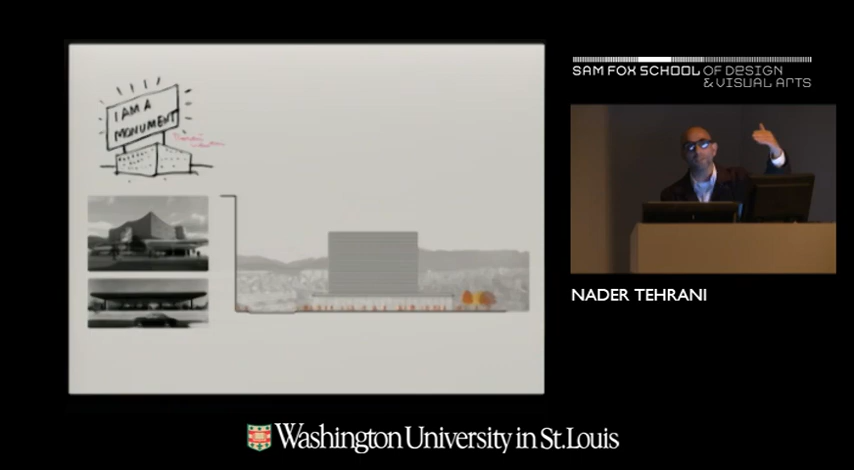 I AM A
MONUMENT
SAM FOX SCHOOL OF DESIGN
& VISUAL ARTS
NADER TEHRANI
Washington University in St. Louis